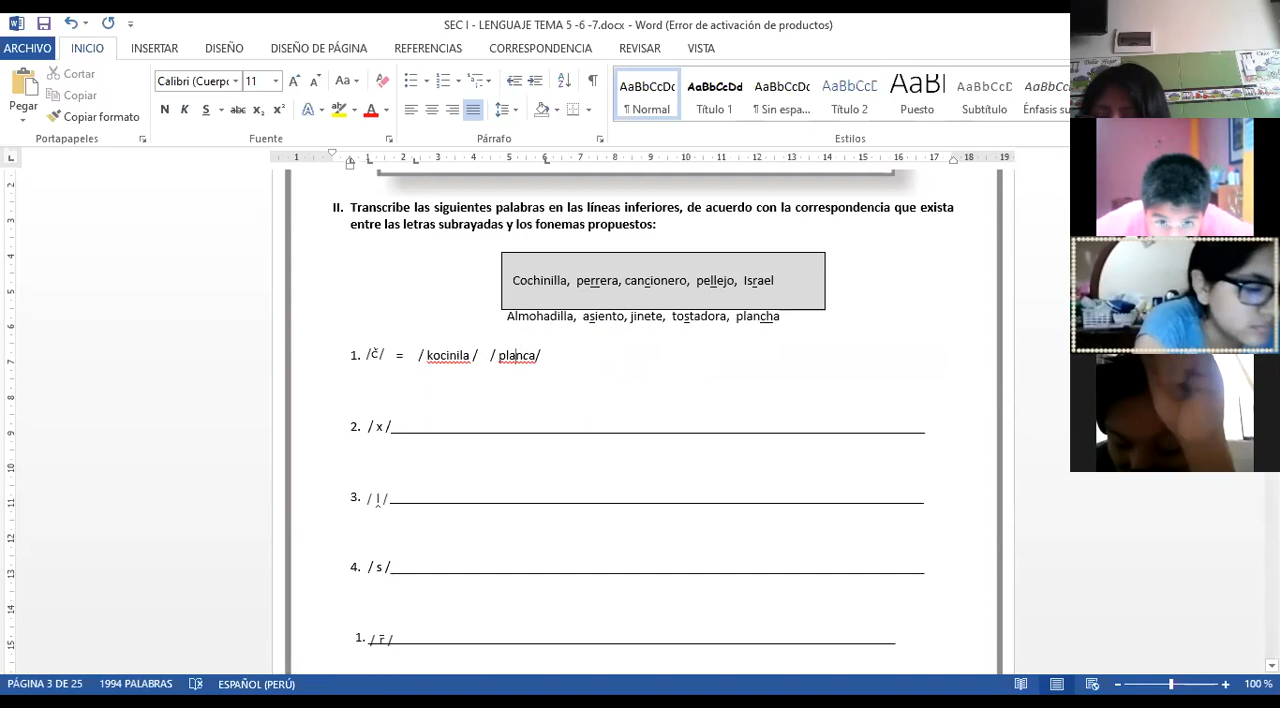 SEC I - LENGUAJE TEMA 5 -6 -7.docx - Word (Error de activación de productos)
ARCHIVO INICIO INSERTAR DISEÑO DISEÑO DE PÁGINA REFERENCIAS CORRESPONDENCIA REVISAR VISTA
Pegar
Cortar
Copiar
Copiar formato
Calibri (Cuerpo 11
Portapapeles Fuente Párrafo Estilos
AaBbCcDc AaBbCcDd AaBbCcDc AaBbCcD AaBl AaBbCcD AaBbCcD
¶ Normal Título 1 ¶ Sin espa... Título 2 Puesto Subtítulo Énfasis sutil
II. Transcribe las siguientes palabras en las líneas inferiores, de acuerdo con la correspondencia que exista
entre las letras subrayadas y los fonemas propuestos:
Cochinilla, perrera, cancionero, pellejo, Israel
Almohadilla, asiento, jinete, tostadora, plancha
1. /č/ = / kocinila / / planca/
2. / x /
3. / l̬ /
4. / s /
1. / r̄ /
PÁGINA 3 DE 25 1994 PALABRAS ESPAÑOL (PERÚ) 100 %